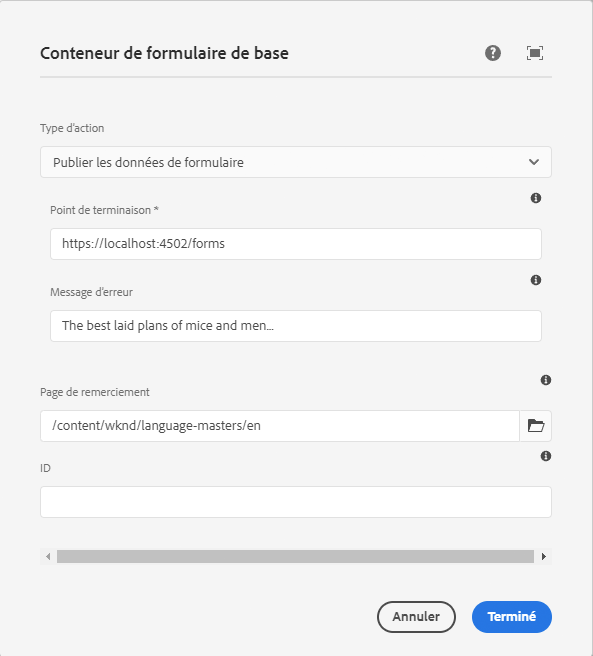 Conteneur de formulaire de base
Type d'action
Publier les données de formulaire
Point de terminaison *
https://localhost:4502/forms
Message d'erreur
The best laid plans of mice and men...
Page de remerciement
/content/wknd/language-masters/en
ID
Annuler
Terminé